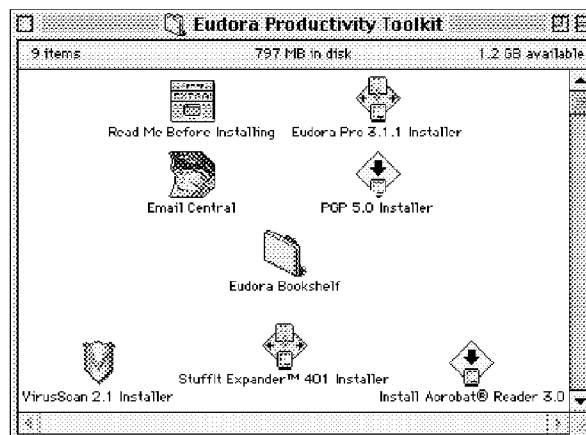 Eudora Productivity Toolkit
9 items 797 MB in disk 1.2 GB available
Read Me Before Installing Eudora Pro 3.1.1 Installer
Email Central PGP 5.0 Installer
Eudora Bookshelf
StuffIt Expander™ 401 Installer
VirusScan 2.1 Installer Install Acrobat® Reader 3.0